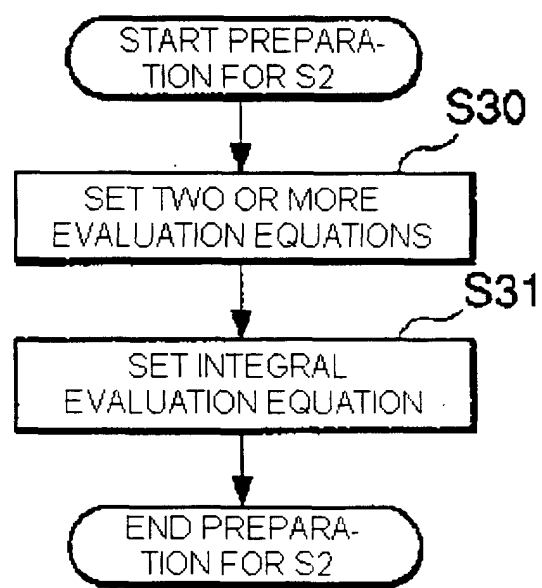 START PREPARA-
TION FOR S2
S30
SET TWO OR MORE
EVALUATION EQUATIONS
S31
SET INTEGRAL
EVALUATION EQUATION
END PREPARA-
TION FOR S2